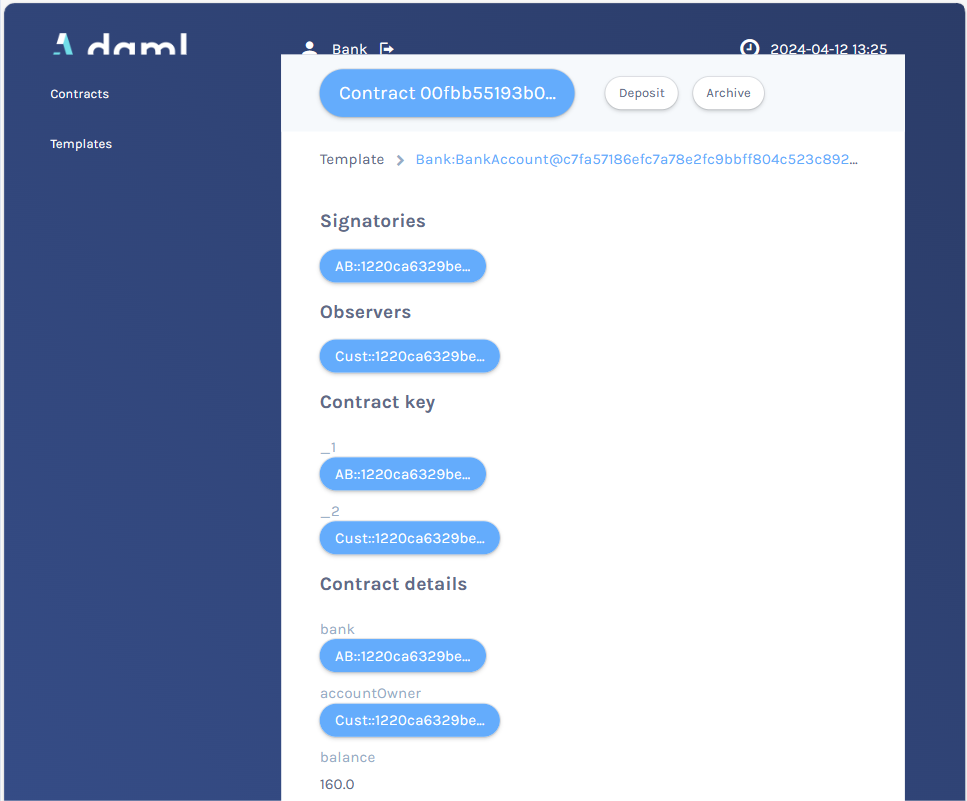 Adaml
Bank
2024-04-12 13:25
Contracts
Templates
Contract 00fbb55193b0...
Deposit
Archive
Template
Bank:BankAccount@c7fa57186efc7a78e2fc9bbff804c523c892...
Signatories
AB::1220ca6329be...
Observers
Cust::1220ca6329be...
Contract key
_1
AB::1220ca6329be...
_2
Cust::1220ca6329be...
Contract details
bank
AB::1220ca6329be...
accountOwner
Cust::1220ca6329be...
balance
160.0